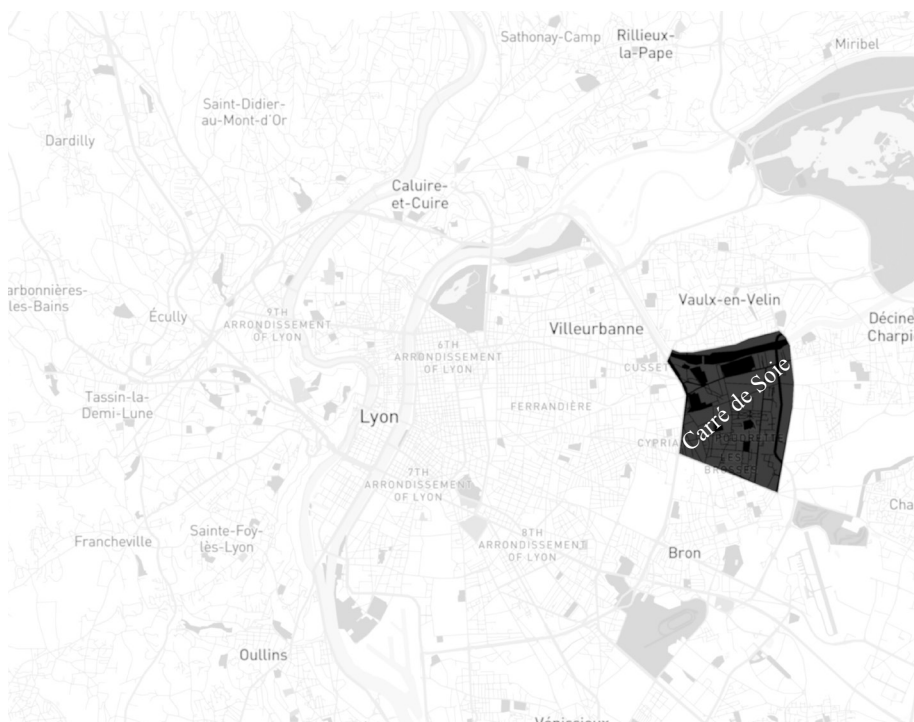 Sathonay-Camp
Rillieux-
la-Pape
Miribel
Saint-Didier-
au-Mont-d'Or
Dardilly
Caluire-
et-Cuire
arbonnières-
les-Bains
Écully
9TH
ARRONDISSEMENT
OF LYON
Vaulx-en-Velin
Villeurbanne
Décine
Charpi
6TH
ARRONDISSEMENT
OF LYON
CUSSET
Tassin-la-
Demi-Lune
Lyon
FERRANDIÈRE
Carré de Soie
CYPRIA
BROSSES
7TH
ARRONDISSEMENT
OF LYON
Cha
Francheville
Sainte-Foy-
lès-Lyon
8TH
ARRONDISSEMENT
OF LYON
Bron
Oullins
Vénissieux